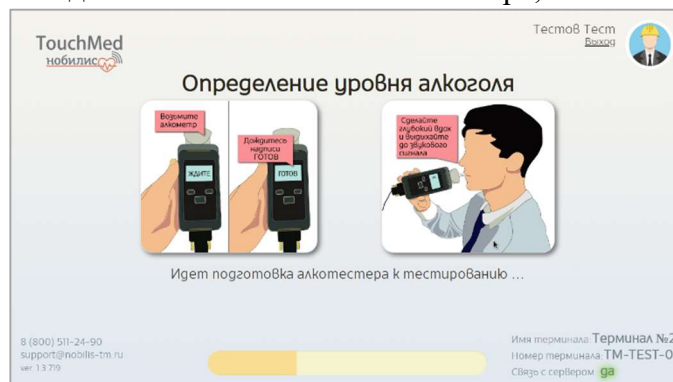 TouchMed
нобилис
Тестов Тест
Выход
Определение уровня алкоголя
Возьмите
алкометр
ЖДИТЕ
Дождитесь
надписи
ГОТОВ
ГОТОВ
Сделайте
глубокий вдох
и выдыхайте
до звукового
сигнала
Идет подготовка алкотестера к тестированию ...
8 (800) 511-24-90
support@nobilis-tm.ru
ver. 1.3.719
Имя терминала: Терминал №2
Номер терминала: TM-TEST-0
Связь с сервером: да